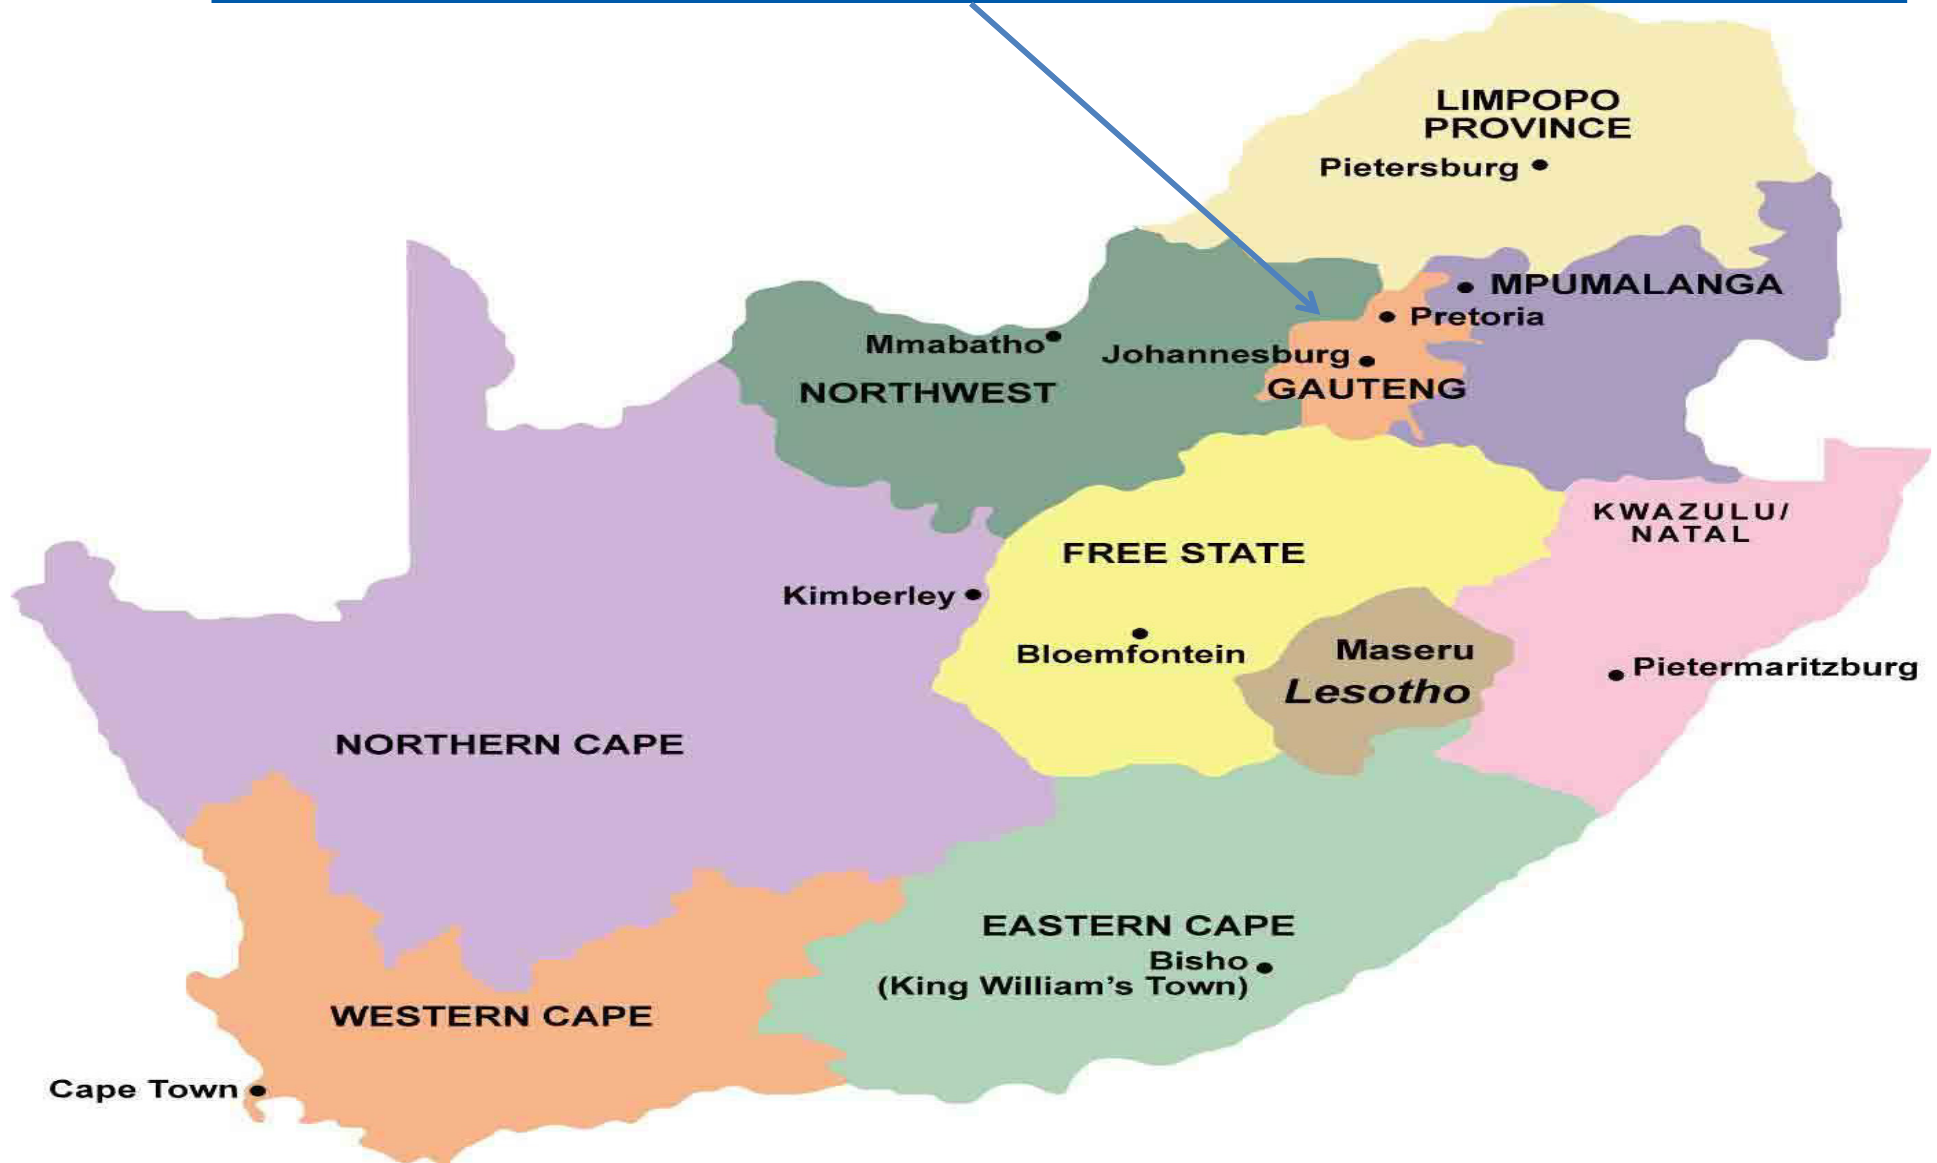 LIMPOPO
PROVINCE
Pietersburg
MPUMALANGA
Pretoria
Mmabatho
Johannesburg
NORTHWEST
GAUTENG
KWAZULU/
NATAL
FREE STATE
Kimberley
Bloemfontein
Maseru
Lesotho
Pietermaritzburg
NORTHERN CAPE
EASTERN CAPE
Bisho
(King William's Town)
WESTERN CAPE
Cape Town